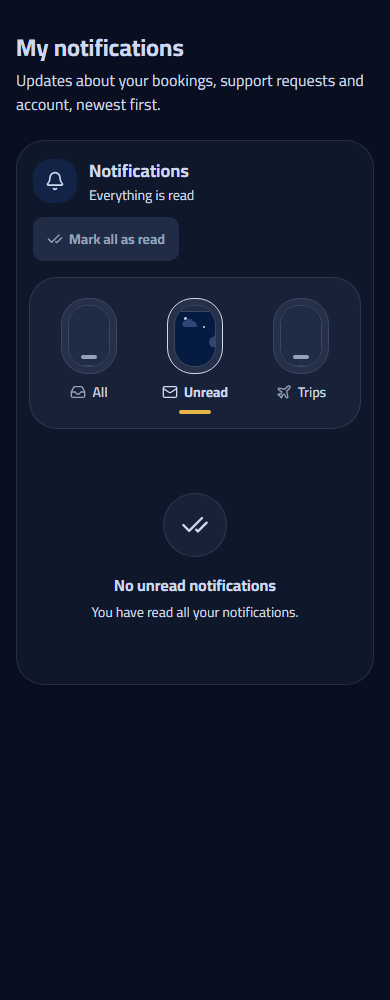 My notifications
Updates about your bookings, support requests and
account, newest first.
Notifications
Everything is read
Mark all as read
All
Unread
Trips
No unread notifications
You have read all your notifications.